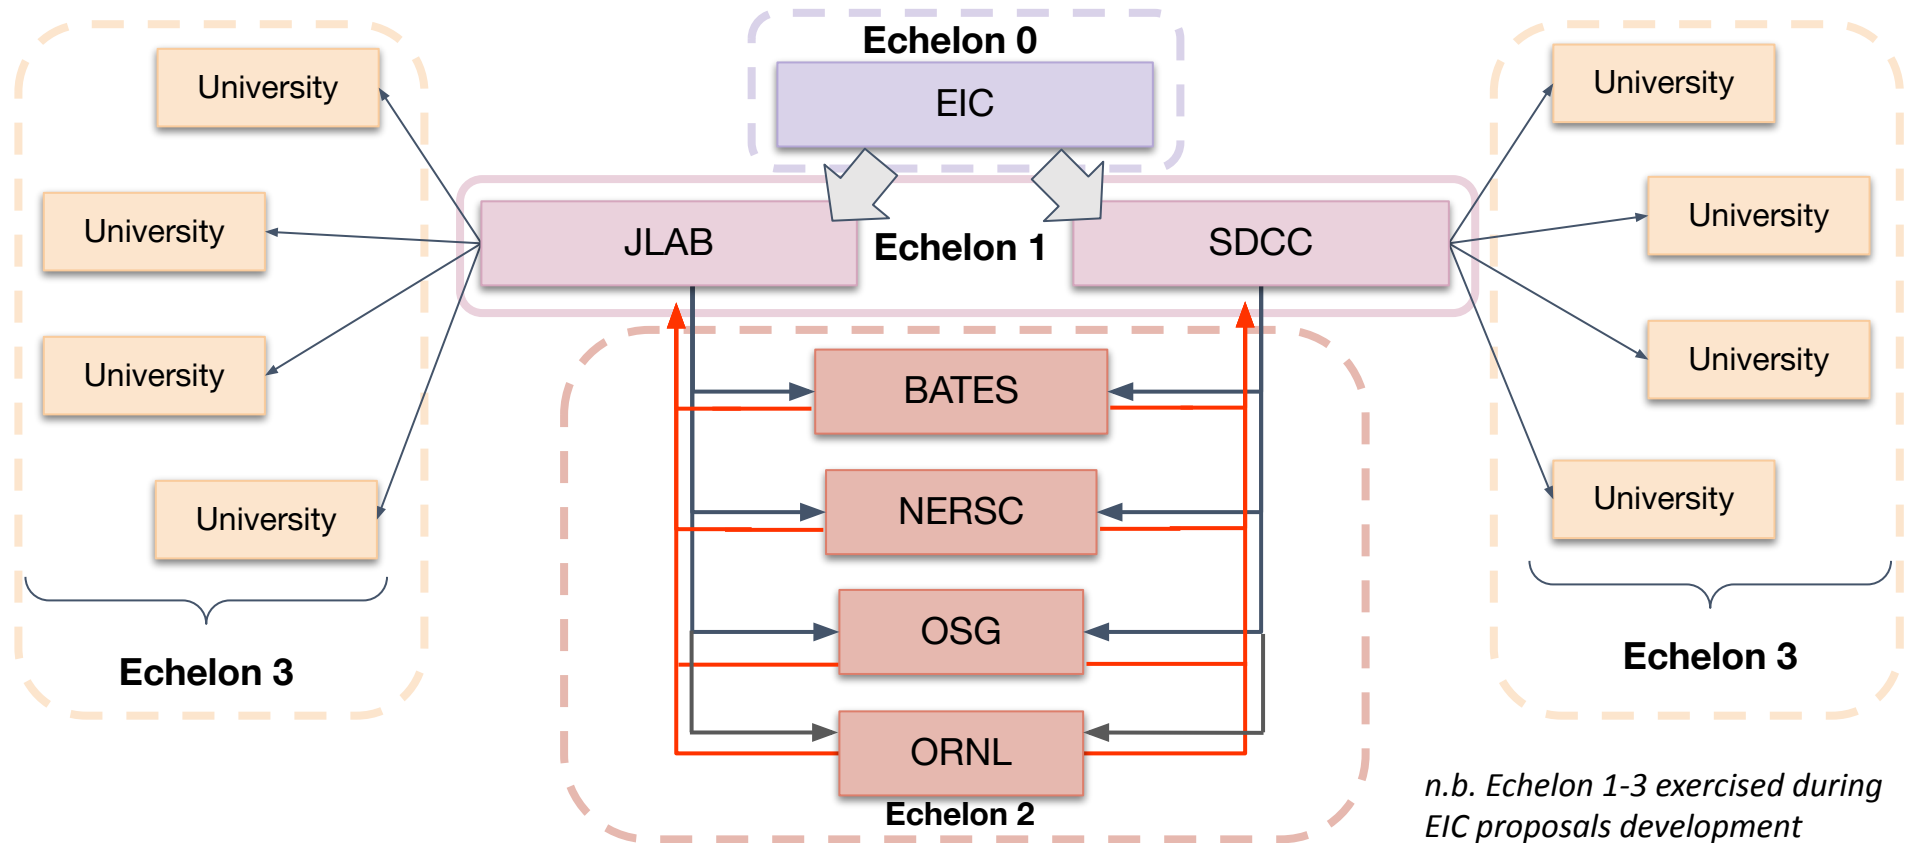 Echelon 0
EIC
University
University
University
University
Echelon 3
JLAB
Echelon 1
SDCC
BATES
NERSC
OSG
ORNL
Echelon 2
University
University
University
University
Echelon 3
n.b. Echelon 1-3 exercised during
EIC proposals development